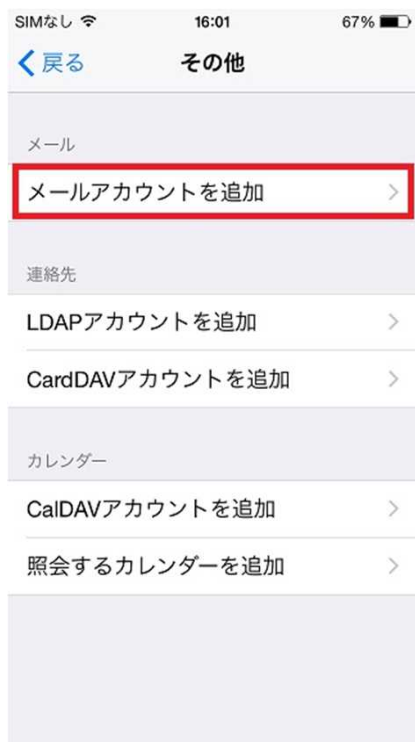 SIMなし 16:01 67%
戻る その他
メール
メールアカウントを追加
連絡先
LDAPアカウントを追加
CardDAVアカウントを追加
カレンダー
CalDAVアカウントを追加
照会するカレンダーを追加